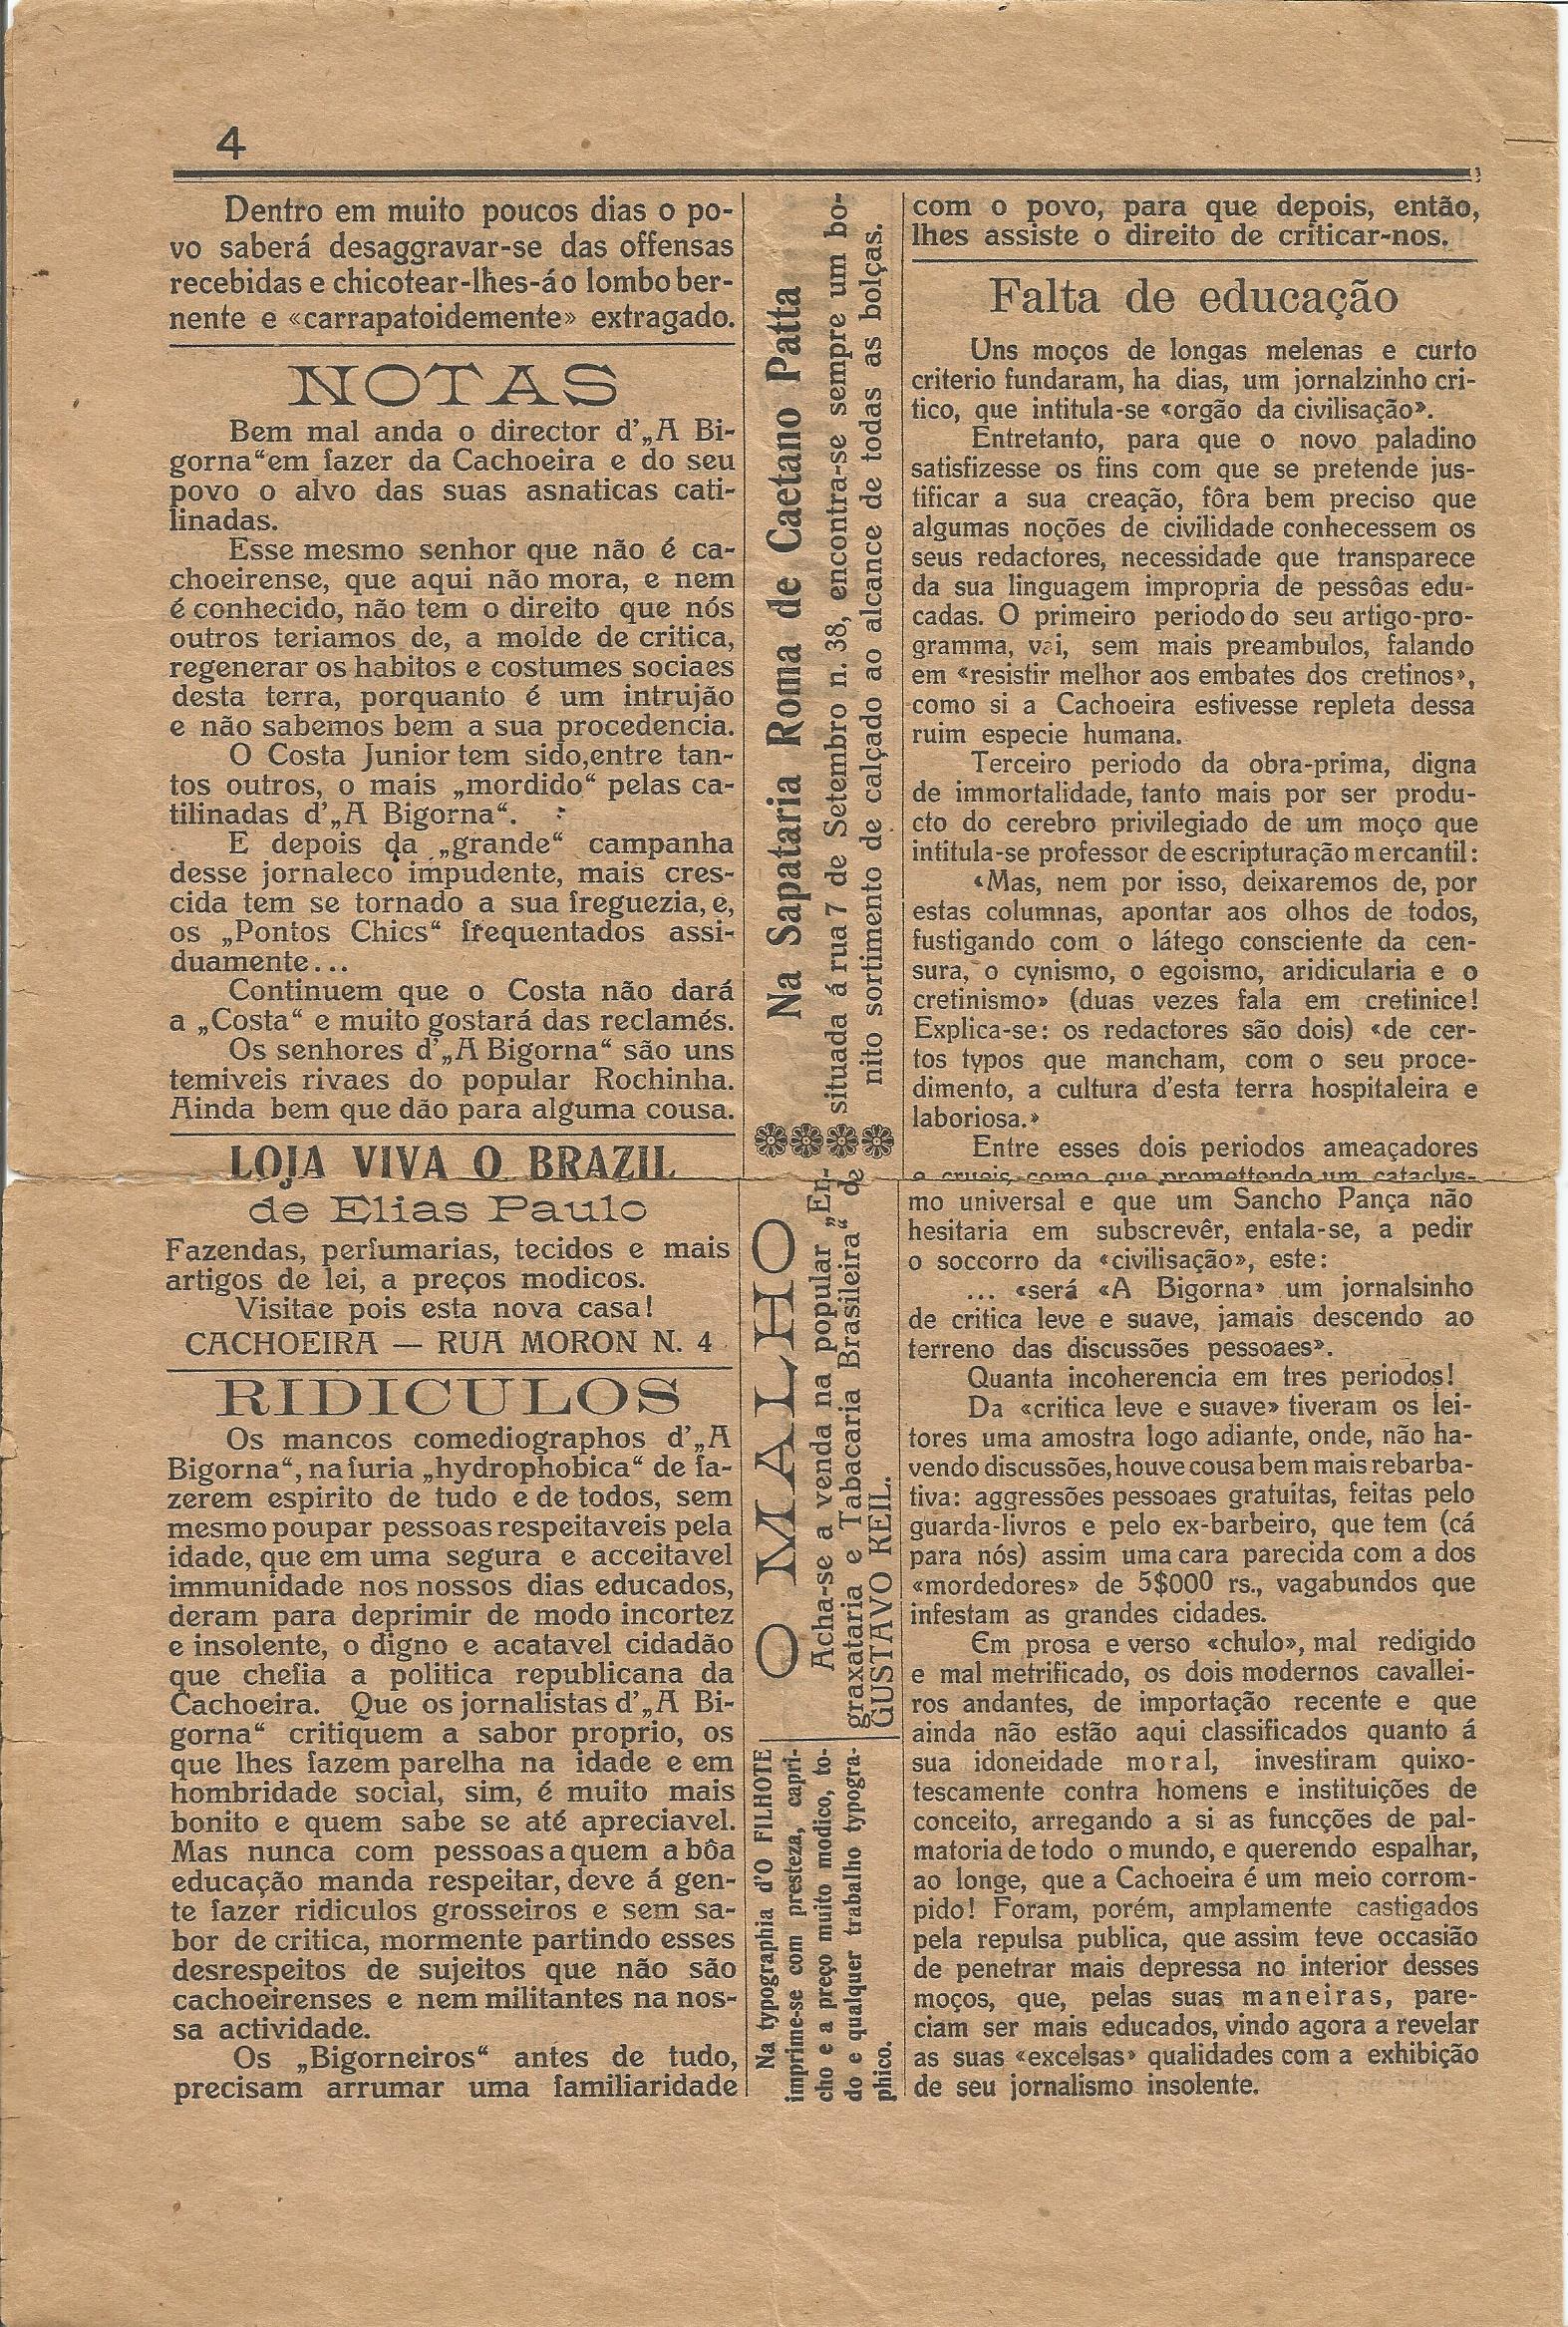 4
Dentro em muito poucos dias o po-
vo saberá desaggravar-se das offensas
recebidas e chicotear-lhes-áo lombo ber-
nente e «carrapatoidemente» extragado.
NOTAS
Bem mal anda o director d'„A Bi-
gorna“em fazer da Cachoeira e do seu
povo o alvo das suas asnaticas cati-
linadas.
Esse mesmo senhor que não é ca-
choeirense, que aqui não mora, e nem
é conhecido, não tem o direito que nós
outros teriamos de, a molde de critica,
regenerar os habitos e costumes sociaes
desta terra, porquanto é um intrujão
e não sabemos bem a sua procedencia.
O Costa Junior tem sido,entre tan-
tos outros, o mais „mordido“ pelas ca-
tilinadas d'„A Bigorna“.
E depois da „grande“ campanha
desse jornaleco impudente, mais cres-
cida tem se tornado a sua freguezia, e,
os „Pontos Chics“ frequentados assi-
duamente...
Continuem que o Costa não dará
a „Costa“ e muito gostará das reclamés.
Os senhores d'„A Bigorna“ são uns
temiveis rivaes do popular Rochinha.
Ainda bem que dão para alguma cousa.
LOJA VIVA O BRAZIL
de Elias Paulo
Fazendas, perfumarias, tecidos e mais
artigos de lei, a preços modicos.
Visitae pois esta nova casa!
CACHOEIRA — RUA MORON N. 4
RIDICULOS
Os mancos comediographos d'„A
Bigorna“, na furia „hydrophobica“ de fa-
zerem espirito de tudo e de todos, sem
mesmo poupar pessoas respeitaveis pela
idade, que em uma segura e acceitavel
immunidade nos nossos dias educados,
deram para deprimir de modo incortez
e insolente, o digno e acatavel cidadão
que chefia a politica republicana da
Cachoeira. Que os jornalistas d'„A Bi-
gorna“ critiquem a sabor proprio, os
que lhes fazem parelha na idade e em
hombridade social, sim, é muito mais
bonito e quem sabe se até apreciavel.
Mas nunca com pessoas a quem a bôa
educação manda respeitar, deve á gen-
te fazer ridiculos grosseiros e sem sa-
bor de critica, mormente partindo esses
desrespeitos de sujeitos que não são
cachoeirenses e nem militantes na nos-
sa actividade.
Os „Bigorneiros“ antes de tudo,
precisam arrumar uma familiaridade
Na Sapataria Roma de Caetano Patta
situada á rua 7 de Setembro n. 38, encontra-se sempre um bo-
nito sortimento de calçado ao alcance de todas as bolças.
O MALHO
Acha-se a venda na popular „En-
graxataria e Tabacaria Brasileira“ de
GUSTAVO KEIL.
Na typographia d'O FILHOTE
imprime-se com presteza, capri-
cho e a preço muito modico, to-
do e qualquer trabalho typogra-
phico.
com o povo, para que depois, então,
lhes assiste o direito de criticar-nos.
Falta de educação
Uns moços de longas melenas e curto
criterio fundaram, ha dias, um jornalzinho cri-
tico, que intitula-se «orgão da civilisação».
Entretanto, para que o novo paladino
satisfizesse os fins com que se pretende jus-
tificar a sua creação, fôra bem preciso que
algumas noções de civilidade conhecessem os
seus redactores, necessidade que transparece
da sua linguagem impropria de pessôas edu-
cadas. O primeiro periodo do seu artigo-pro-
gramma, vai, sem mais preambulos, falando
em «resistir melhor aos embates dos cretinos»,
como si a Cachoeira estivesse repleta dessa
ruim especie humana.
Terceiro periodo da obra-prima, digna
de immortalidade, tanto mais por ser produ-
cto do cerebro privilegiado de um moço que
intitula-se professor de escripturação mercantil:
«Mas, nem por isso, deixaremos de, por
estas columnas, apontar aos olhos de todos,
fustigando com o látego consciente da cen-
sura, o cynismo, o egoismo, aridicularia e o
cretinismo» (duas vezes fala em cretinice!
Explica-se: os redactores são dois) «de cer-
tos typos que mancham, com o seu proce-
dimento, a cultura d'esta terra hospitaleira e
laboriosa.»
Entre esses dois periodos ameaçadores
e crueis, como que promettendo um cataclys-
mo universal e que um Sancho Pança não
hesitaria em subscrevêr, entala-se, a pedir
o soccorro da «civilisação», este:
... «será «A Bigorna» um jornalsinho
de critica leve e suave, jamais descendo ao
terreno das discussões pessoaes».
Quanta incoherencia em tres periodos!
Da «critica leve e suave» tiveram os lei-
tores uma amostra logo adiante, onde, não ha-
vendo discussões, houve cousa bem mais rebarba-
tiva: aggressões pessoaes gratuitas, feitas pelo
guarda-livros e pelo ex-barbeiro, que tem (cá
para nós) assim uma cara parecida com a dos
«mordedores» de 5$000 rs., vagabundos que
infestam as grandes cidades.
Em prosa e verso «chulo», mal redigido
e mal metrificado, os dois modernos cavallei-
ros andantes, de importação recente e que
ainda não estão aqui classificados quanto á
sua idoneidade moral, investiram quixo-
tescamente contra homens e instituições de
conceito, arregando a si as funcções de pal-
matoria de todo o mundo, e querendo espalhar,
ao longe, que a Cachoeira é um meio corrom-
pido! Foram, porém, amplamente castigados
pela repulsa publica, que assim teve occasião
de penetrar mais depressa no interior desses
moços, que, pelas suas maneiras, pare-
ciam ser mais educados, vindo agora a revelar
as suas «excelsas» qualidades com a exhibição
de seu jornalismo insolente.